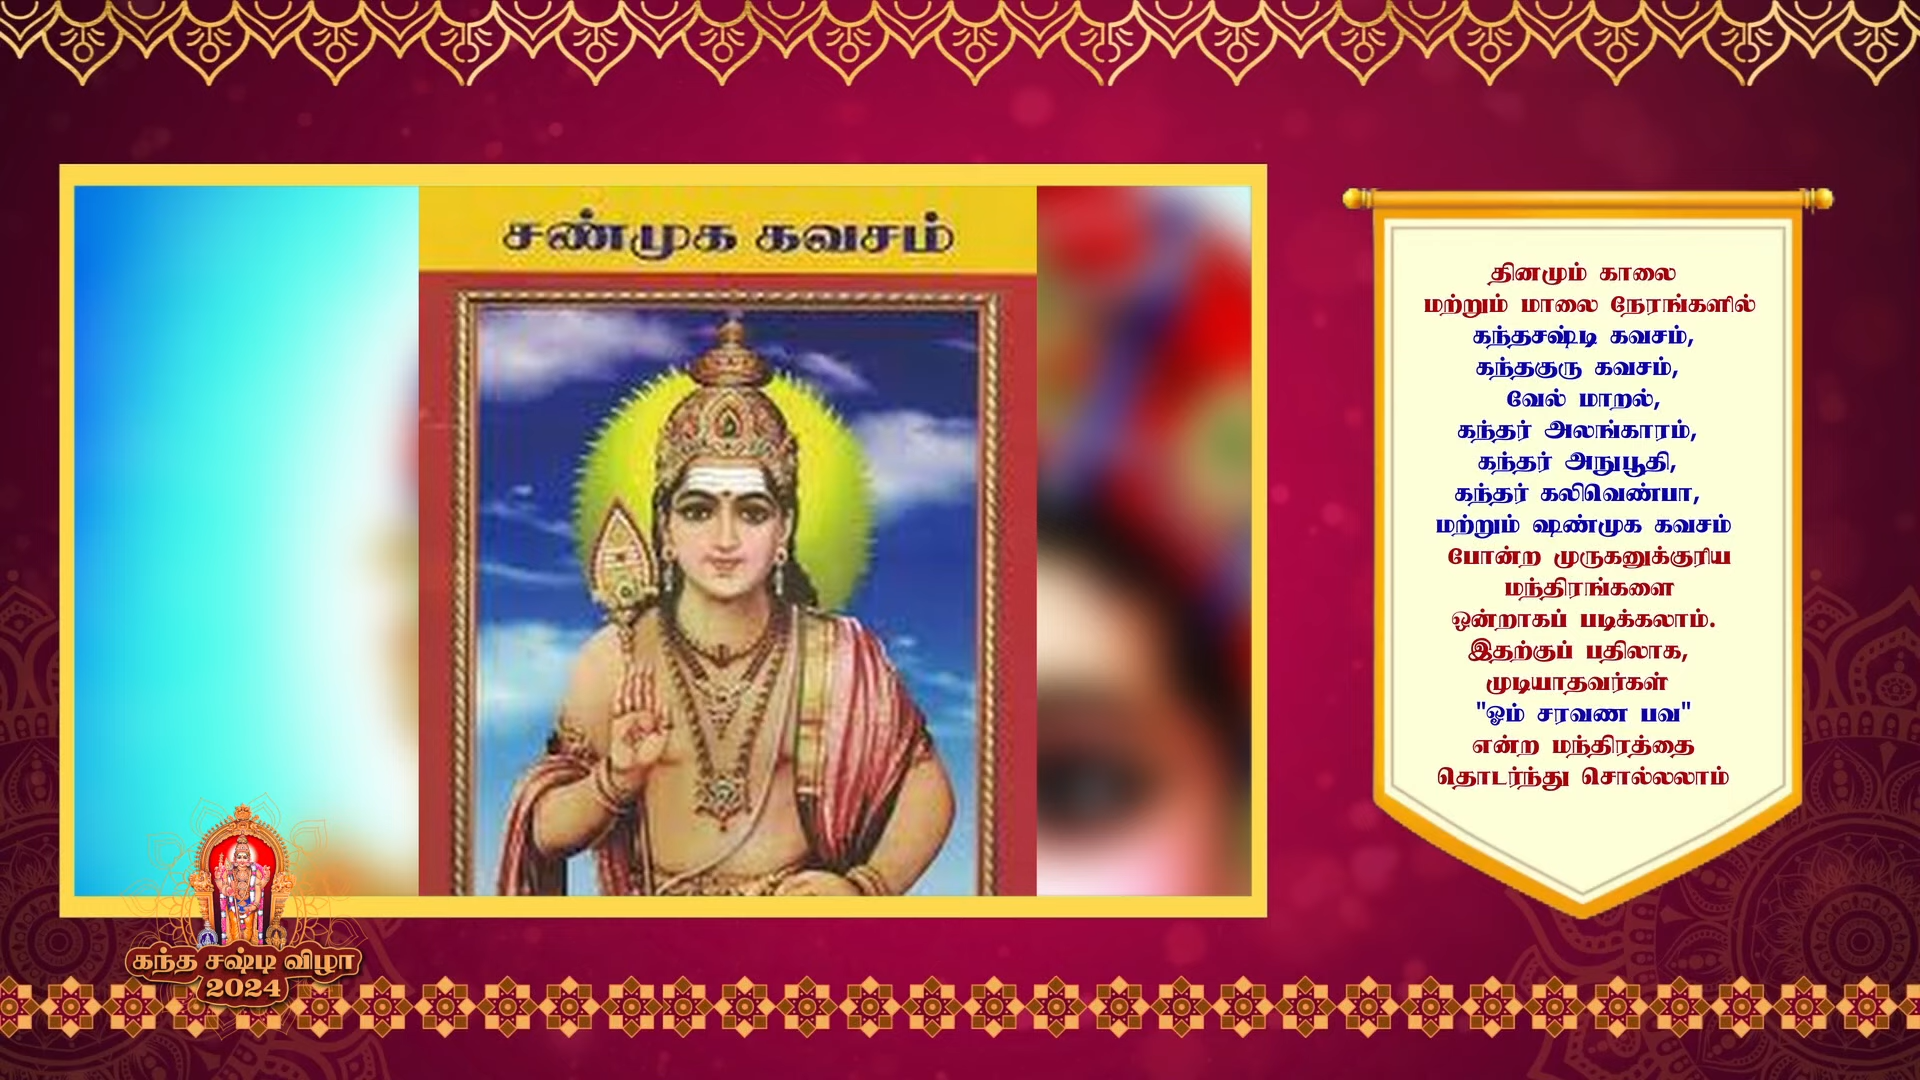 சண்முக கவசம்
தினமும் காலை
மற்றும் மாலை நேரங்களில்
கந்தசஷ்டி கவசம்,
கந்தகுரு கவசம்,
வேல் மாறல்,
கந்தர் அலங்காரம்,
கந்தர் அநுபூதி,
கந்தர் கலிவெண்பா,
மற்றும் ஷண்முக கவசம்
போன்ற முருகனுக்குரிய
மந்திரங்களை
ஒன்றாகப் படிக்கலாம்.
இதற்குப் பதிலாக,
முடியாதவர்கள்
"ஓம் சரவண பவ"
என்ற மந்திரத்தை
தொடர்ந்து சொல்லலாம்
கந்த சஷ்டி விழா
2024